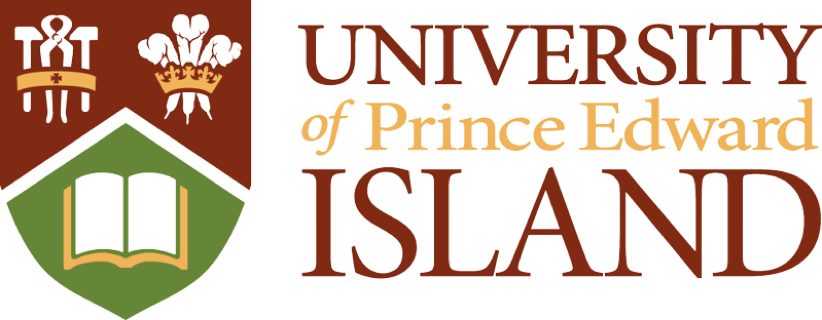 UNIVERSITY
of Prince Edward
ISLAND